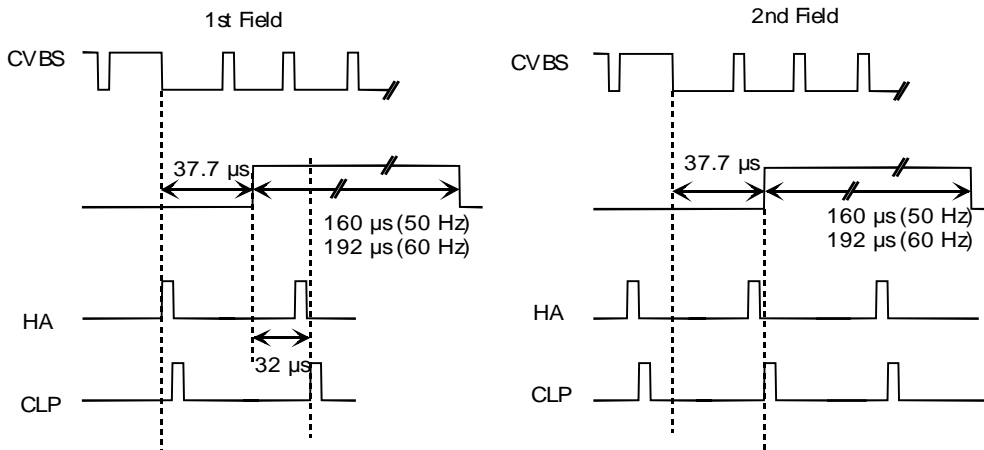 1st Field
2nd Field
CVBS
CVBS
37.7 µs
37.7 µs
160 µs (50 Hz)
192 µs (60 Hz)
160 µs (50 Hz)
192 µs (60 Hz)
HA
HA
32 µs
CLP
CLP